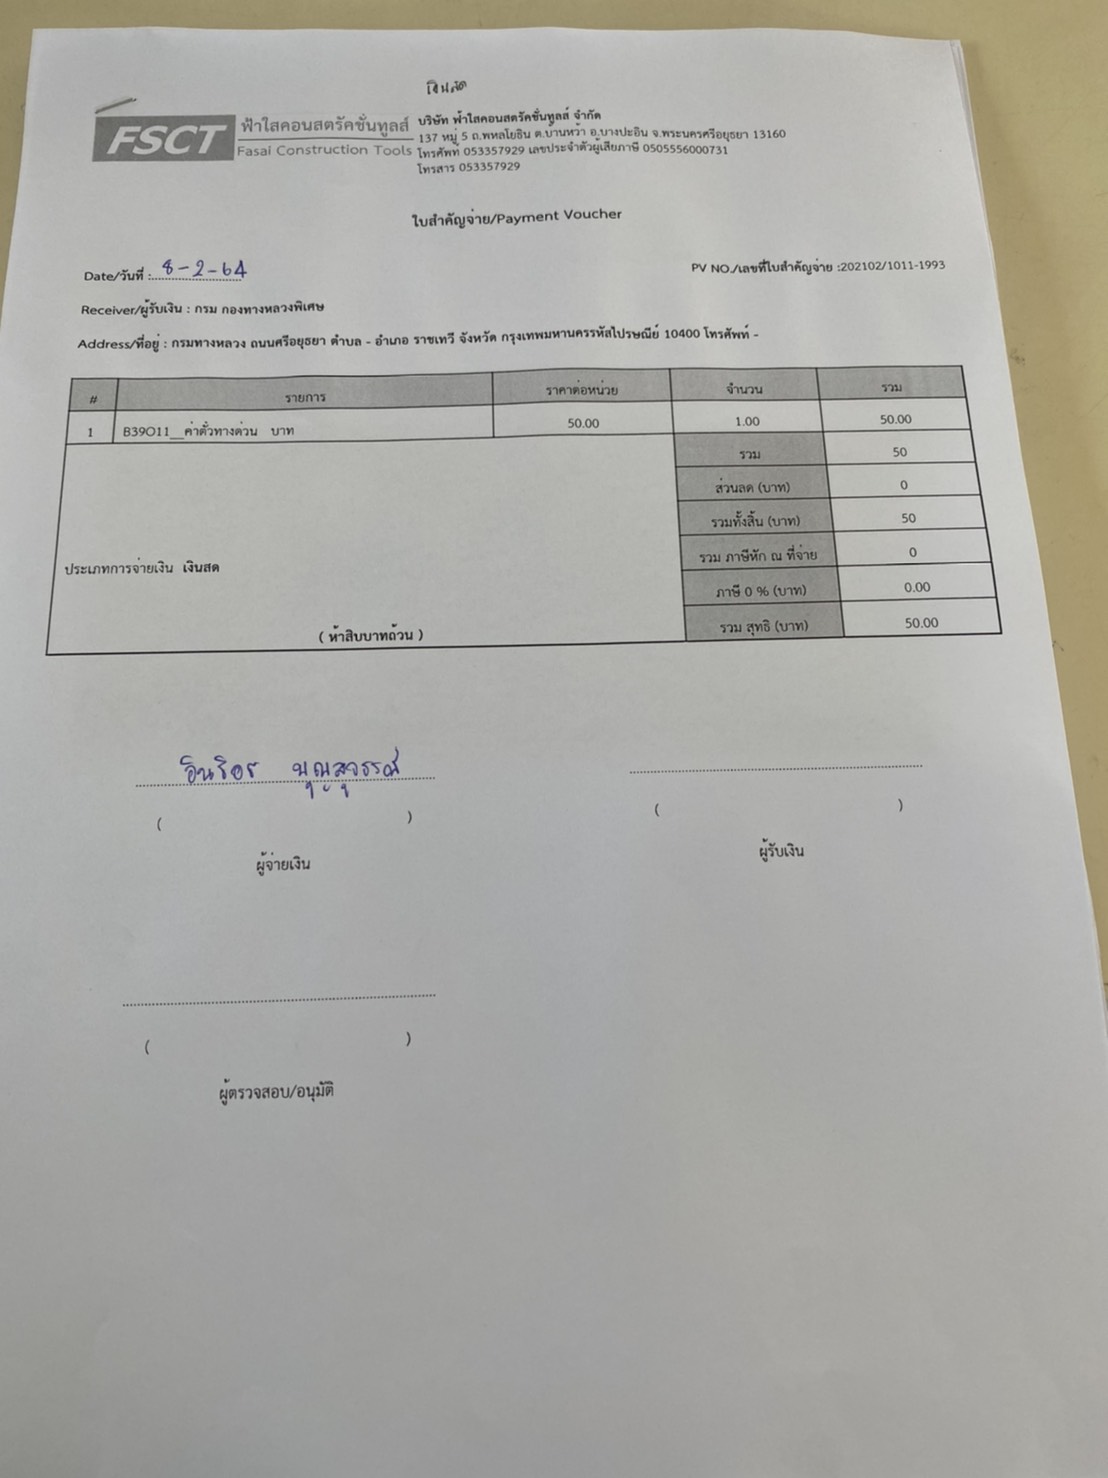 เงินสด
FSCT ฟ้าใสคอนสตรัคชั่นทูลส์
Fasai Construction Tools
บริษัท ฟ้าใสคอนสตรัคชั่นทูลส์ จำกัด
137 หมู่ 5 ถ.พหลโยธิน ต.บ้านหว้า อ.บางปะอิน จ.พระนครศรีอยุธยา 13160
โทรศัพท์ 053357929 เลขประจำตัวผู้เสียภาษี 0505556000731
โทรสาร 053357929
ใบสำคัญจ่าย/Payment Voucher
Date/วันที่ : 8-2-64
PV NO./เลขที่ใบสำคัญจ่าย :202102/1011-1993
Receiver/ผู้รับเงิน : กรม กองทางหลวงพิเศษ
Address/ที่อยู่ : กรมทางหลวง ถนนศรีอยุธยา ตำบล - อำเภอ ราชเทวี จังหวัด กรุงเทพมหานครรหัสไปรษณีย์ 10400 โทรศัพท์ -
# รายการ ราคาต่อหน่วย จำนวน รวม
1 B39O11__ค่าตั๋วทางด่วน บาท 50.00 1.00 50.00
รวม 50
ส่วนลด (บาท) 0
รวมทั้งสิ้น (บาท) 50
รวม ภาษีหัก ณ ที่จ่าย 0
ประเภทการจ่ายเงิน เงินสด
ภาษี 0 % (บาท) 0.00
( ห้าสิบบาทถ้วน ) รวม สุทธิ (บาท) 50.00
( ) ( )
ผู้จ่ายเงิน ผู้รับเงิน
( )
ผู้ตรวจสอบ/อนุมัติ